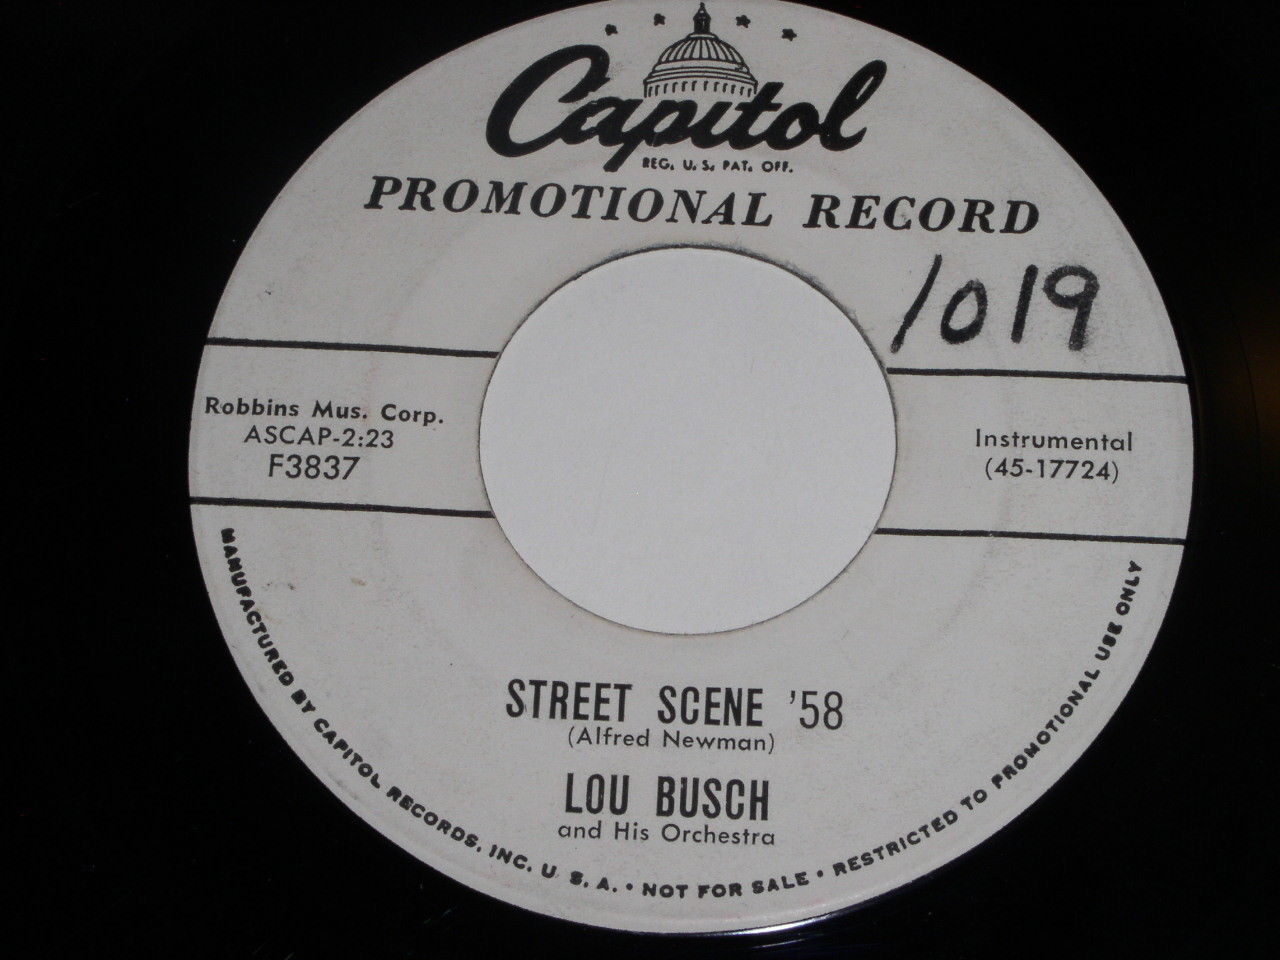 Capitol
REG. U. S. PAT. OFF.
PROMOTIONAL RECORD
1019
Robbins Mus. Corp.
ASCAP-2:23
F3837
Instrumental
(45-17724)
STREET SCENE '58
(Alfred Newman)
LOU BUSCH
and His Orchestra
MANUFACTURED BY CAPITOL RECORDS, INC. U. S. A. • NOT FOR SALE • RESTRICTED TO PROMOTIONAL USE ONLY